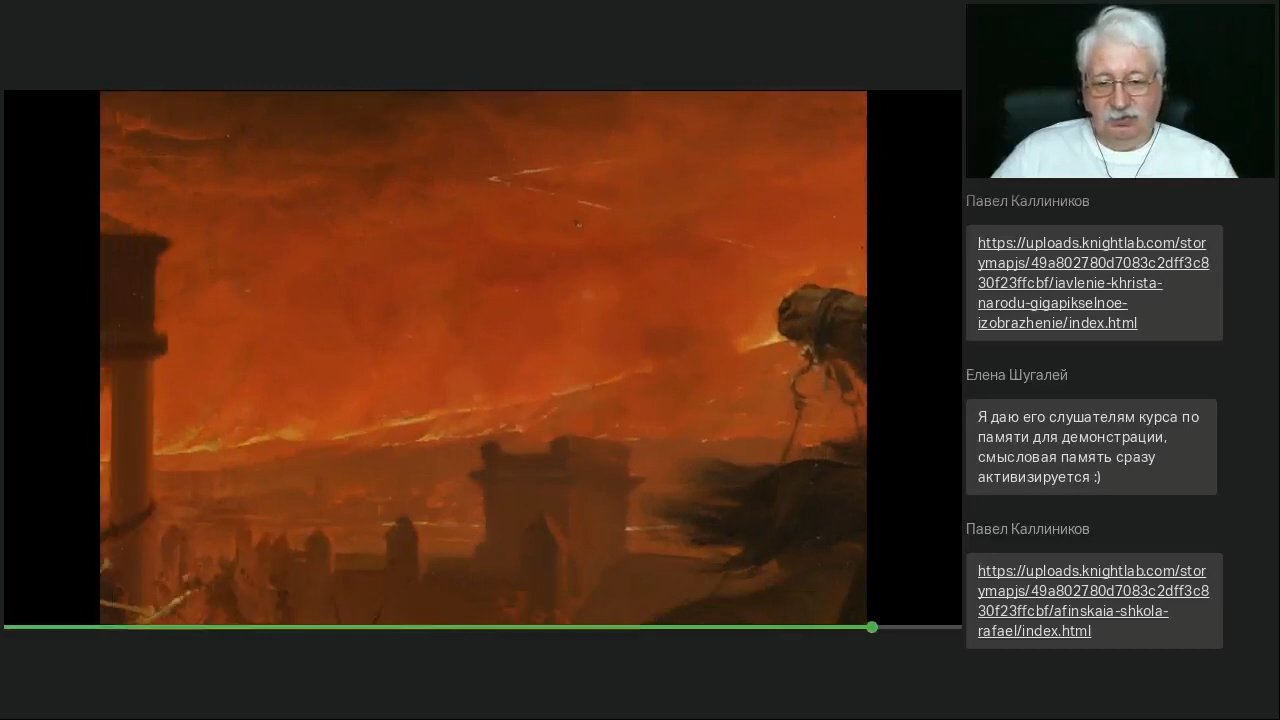 Павел Каллиников
https://uploads.knightlab.com/stor
ymapjs/49a802780d7083c2dff3c8
30f23ffcbf/iavlenie-khrista-
narodu-gigapikselnoe-
izobrazhenie/index.html
Елена Шугалей
Я даю его слушателям курса по
памяти для демонстрации,
смысловая память сразу
активизируется :)
Павел Каллиников
https://uploads.knightlab.com/stor
ymapjs/49a802780d7083c2dff3c8
30f23ffcbf/afinskaia-shkola-
rafael/index.html